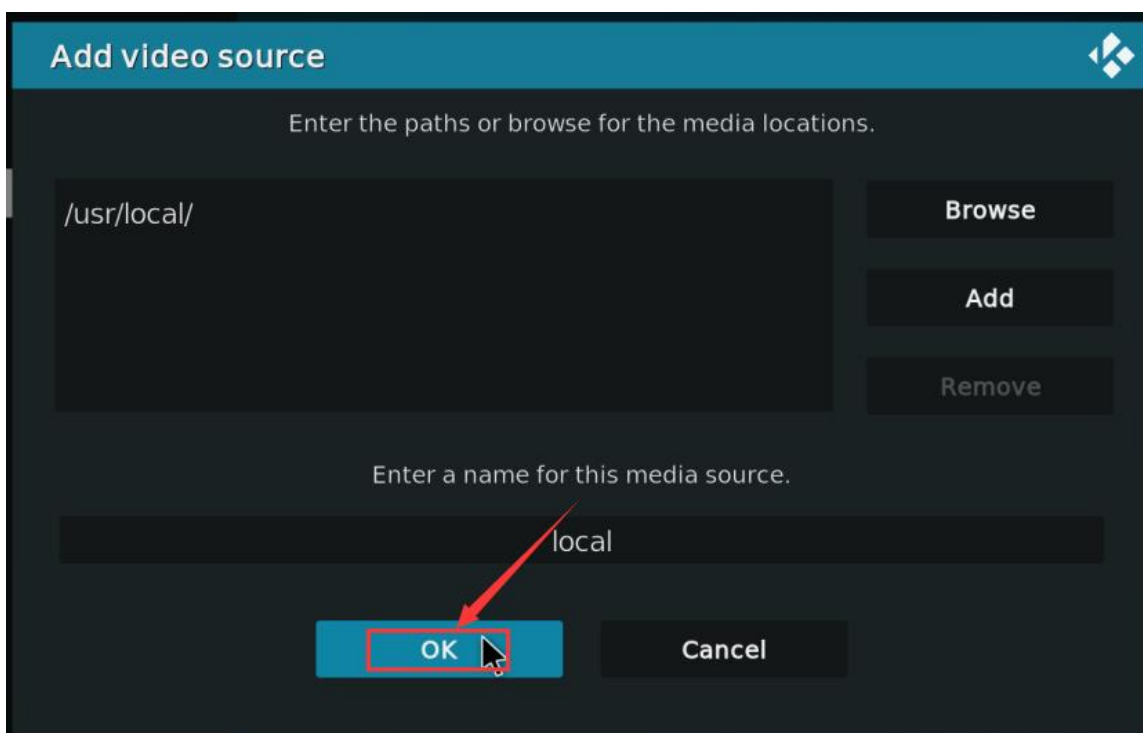 Add video source
Enter the paths or browse for the media locations.
/usr/local/
Browse
Add
Remove
Enter a name for this media source.
local
OK
Cancel